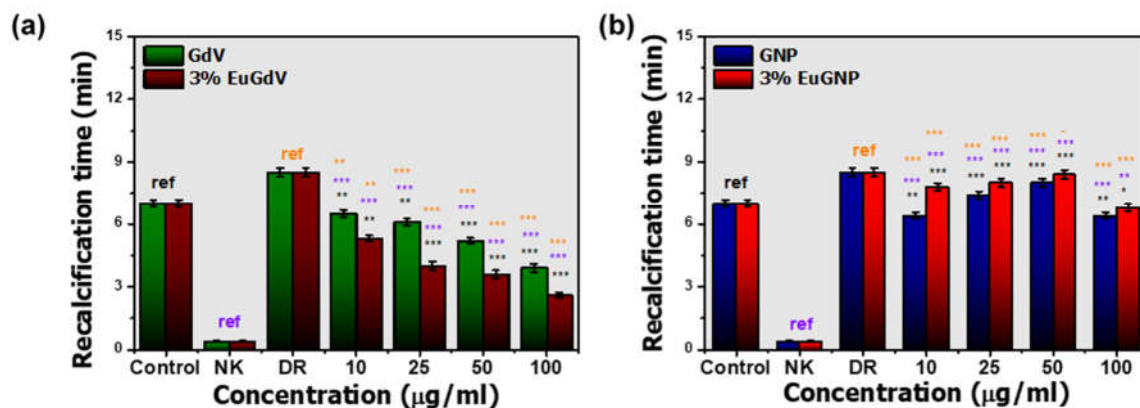 (a)
Recalcification time (min)
15
12
9
6
3
0
GdV
3% EuGdV
ref
ref
ref
** ** *** *** *** *** *** ***
*** *** *** *** *** *** *** ***
** ** ** *** *** *** *** ***
Control NK DR 10 25 50 100
Concentration (μg/ml)
(b)
Recalcification time (min)
15
12
9
6
3
0
GNP
3% EuGNP
ref
ref
ref
*** *** *** *** *** - *** ***
*** *** *** *** *** *** *** **
** *** *** *** *** *** ** *
Control NK DR 10 25 50 100
Concentration (μg/ml)